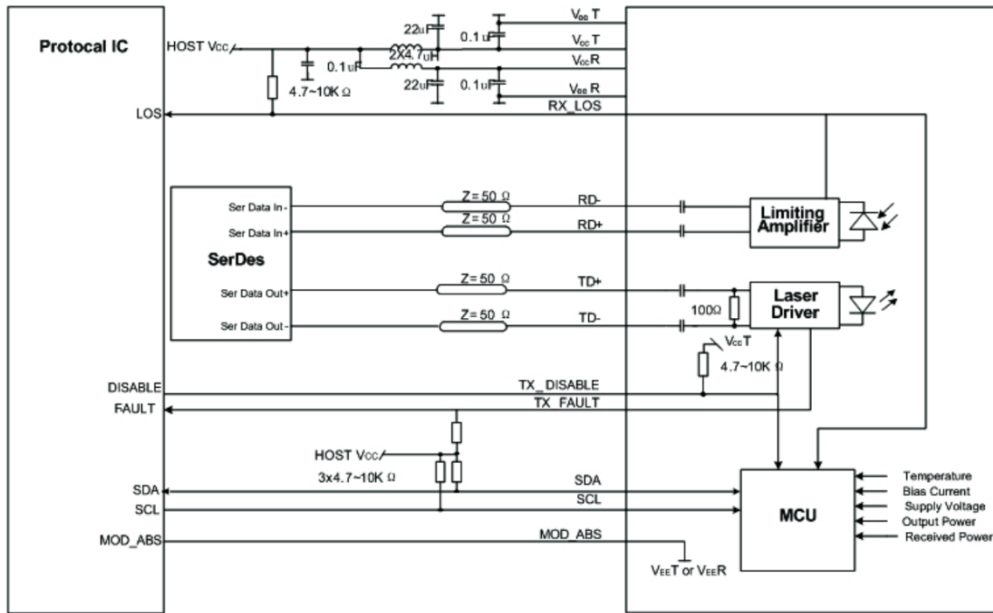 Protocal IC
HOST Vcc
22uF
0.1uF
2X4.7uH
0.1uF
22uF
0.1uF
VeeT
VccT
VccR
VeeR
4.7~10KΩ
LOS
RX_LOS
SerDes
Ser Data In-
Ser Data In+
Ser Data Out+
Ser Data Out-
Z=50 Ω
Z=50 Ω
Z=50 Ω
Z=50 Ω
RD-
RD+
TD+
TD-
Limiting
Amplifier
100Ω
Laser
Driver
VccT
4.7~10K Ω
DISABLE
TX_DISABLE
FAULT
TX_FAULT
HOST Vcc
3x4.7~10K Ω
SDA
SDA
SCL
SCL
MCU
Temperature
Bias Current
Supply Voltage
Output Power
Received Power
MOD_ABS
MOD_ABS
VEET or VEER